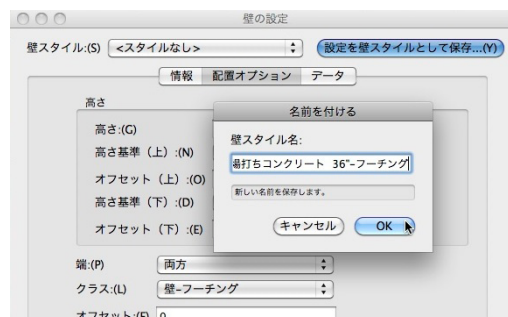 壁の設定
壁スタイル:(S) <スタイルなし> 設定を壁スタイルとして保存...(Y)
情報 配置オプション データ
高さ
高さ:(G)
高さ基準（上）:(N)
オフセット（上）:(O)
高さ基準（下）:(D)
オフセット（下）:(E)
名前を付ける
壁スタイル名:
場打ちコンクリート 36"-フーチング
新しい名前を保存します。
キャンセル OK
端:(P) 両方
クラス:(L) 壁-フーチング
オフセット:(F) 0